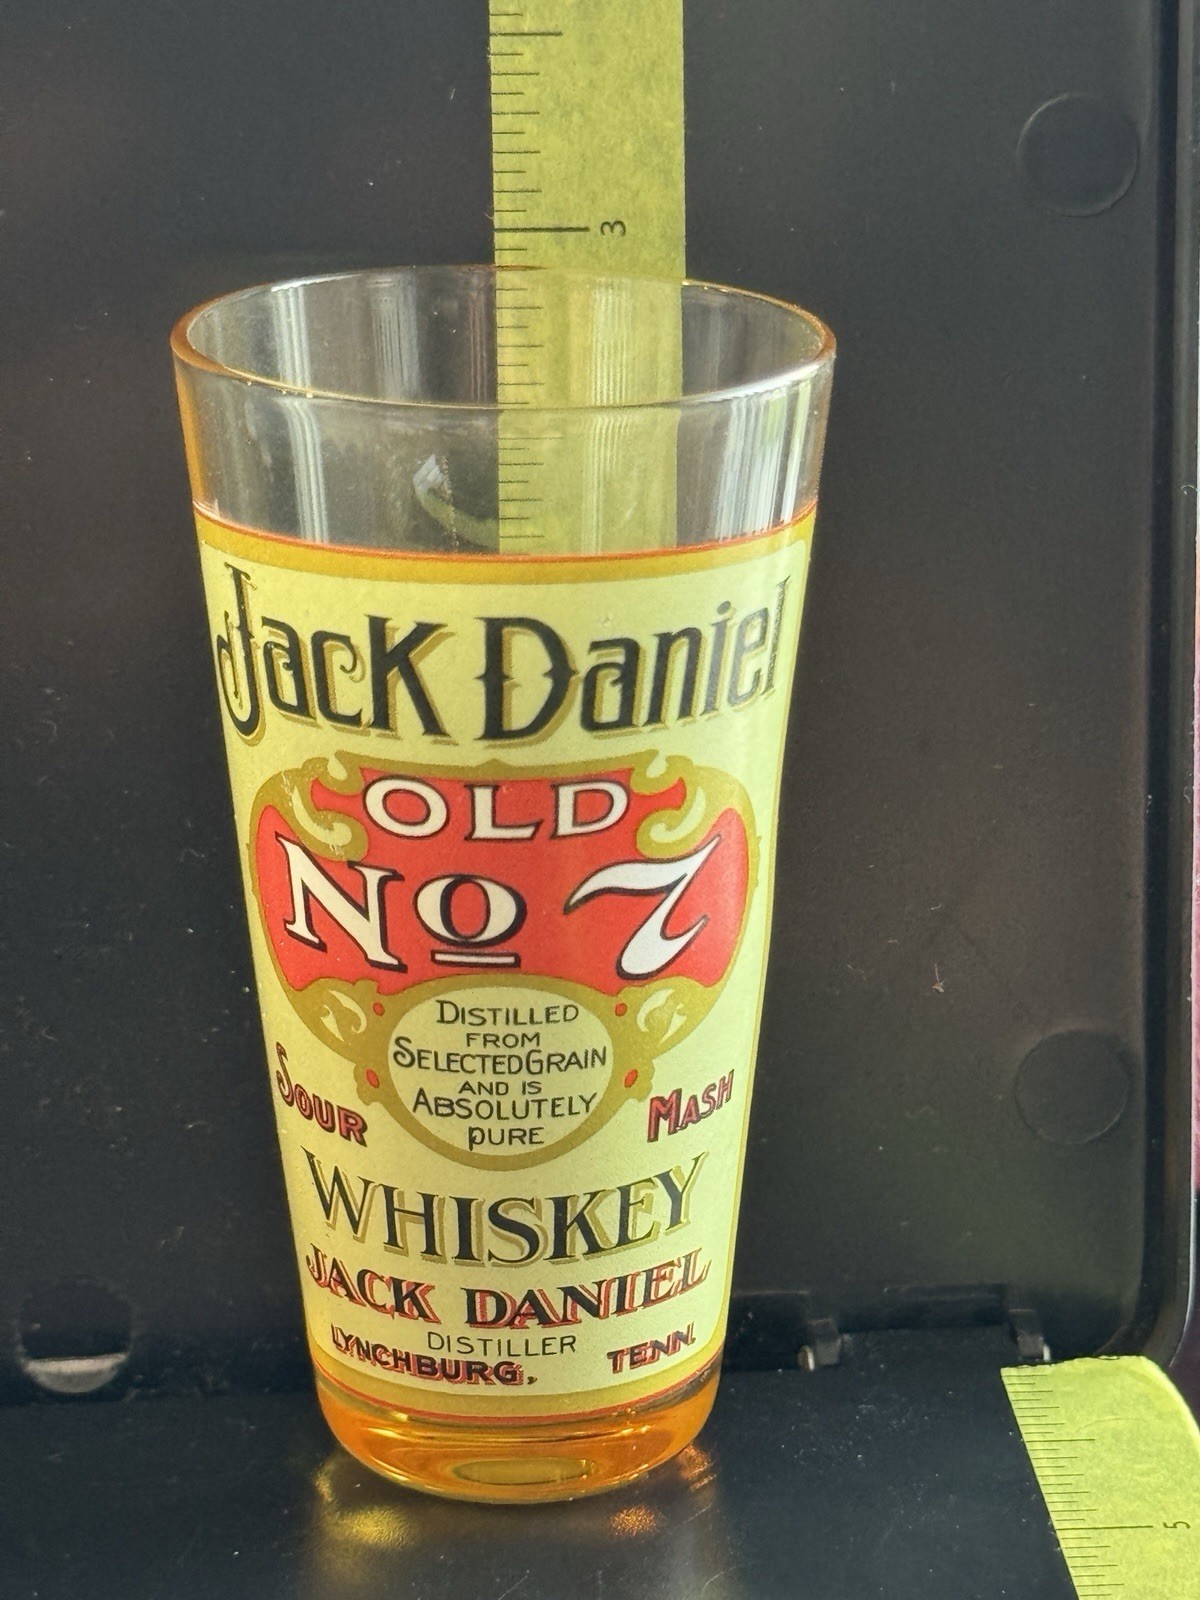 3
Jack Daniel
OLD
No 7
DISTILLED
FROM
SELECTED GRAIN
AND IS
ABSOLUTELY
PURE
SOUR MASH
WHISKEY
JACK DANIEL
DISTILLER
LYNCHBURG, TENN.
5